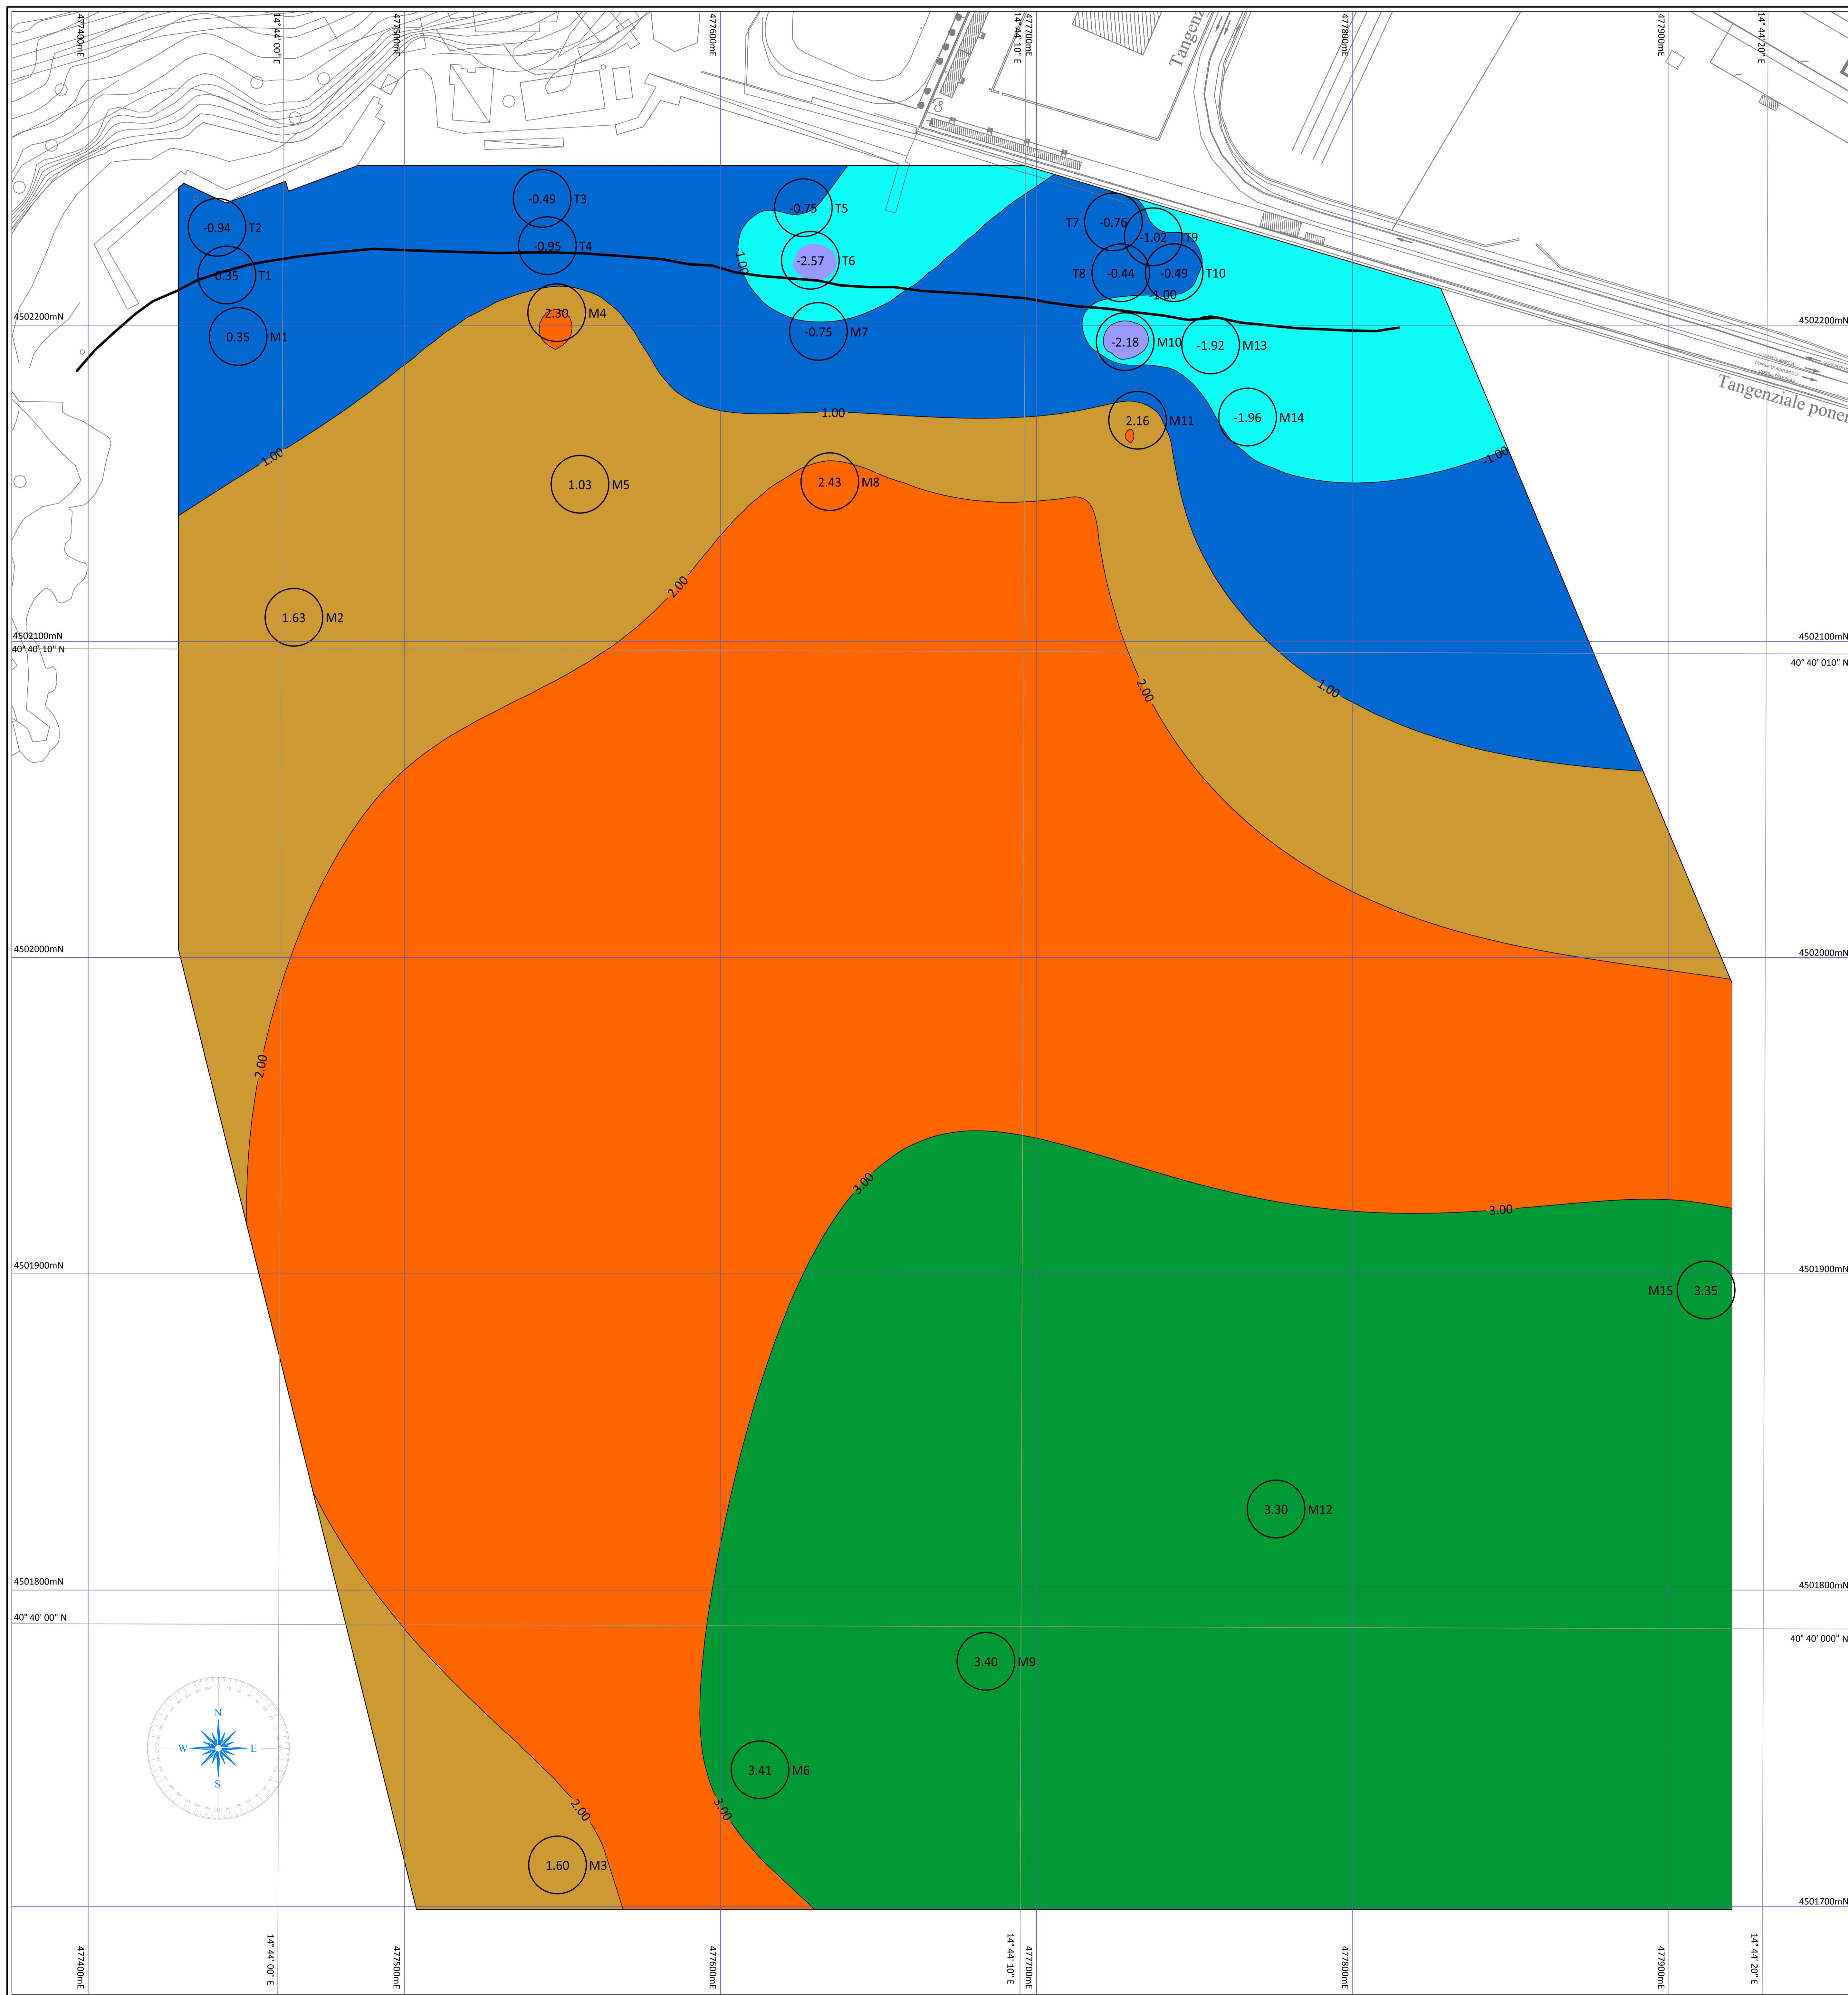 477400mE
14° 44' 00" E
477500mE
477600mE
14° 44' 10" E
477700mE
477800mE
477900mE
14° 44' 20" E
Tangenz
-0.94 T2
-0.49 T3
-0.95 T4
-0.75 T5
-2.57 T6
T7 -0.76
-1.02 T9
T8 -0.44
-0.49 T10
0.35 T1
-1.00
-1.00
4502200mN
4502200mN
0.35 M1
2.30 M4
-0.75 M7
-2.18 M10
-1.92 M13
CORSIA DI MARCIA
CORSIA DI ACCUMULO
Tangenziale poner
1.00
2.16 M11
-1.96 M14
1.00
-1.00
1.03 M5
2.43 M8
2.00
1.63 M2
4502100mN
4502100mN
40° 40' 10" N
40° 40' 010" N
2.00
1.00
4502000mN
4502000mN
2.00
3.00
3.00
4501900mN
4501900mN
M15 3.35
3.30 M12
4501800mN
4501800mN
40° 40' 00" N
40° 40' 000" N
3.40 M9
N
W E
S
3.41 M6
2.00
3.00
1.60 M3
4501700mN
477400mE
14° 44' 00" E
477500mE
477600mE
14° 44' 10" E
477700mE
477800mE
477900mE
14° 44' 20" E